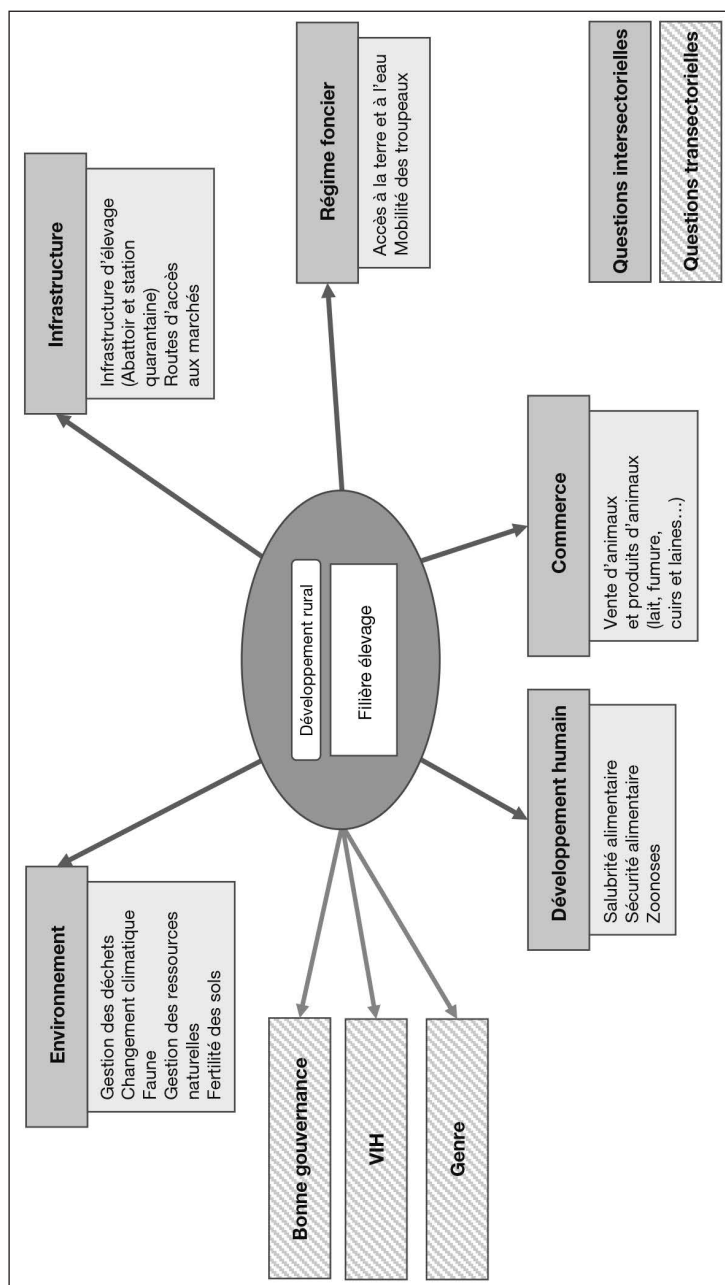 Environnement
Gestion des déchets
Changement climatique
Faune
Gestion des ressources
naturelles
Fertilité des sols
Infrastructure
Infrastructure d'élevage
(Abattoir et station
quarantaine)
Routes d'accès
aux marchés
Régime foncier
Accès à la terre et à l'eau
Mobilité des troupeaux
Développement rural
Filière élevage
Bonne gouvernance
VIH
Genre
Développement humain
Salubrité alimentaire
Sécurité alimentaire
Zoonoses
Commerce
Vente d'animaux
et produits d'animaux
(lait, fumure,
cuirs et laines…)
Questions intersectorielles
Questions transectorielles